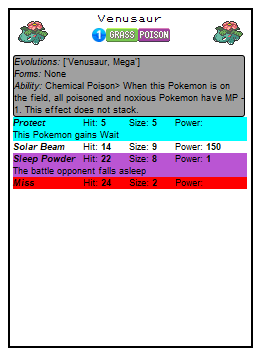 Venusaur
1 GRASS POISON
Evolutions: ['Venusaur, Mega']
Forms: None
Ability: Chemical Poison> When this Pokemon is on
the field, all poisoned and noxious Pokemon have MP -
1. This effect does not stack.
Protect Hit: 5 Size: 5 Power:
This Pokemon gains Wait
Solar Beam Hit: 14 Size: 9 Power: 150
Sleep Powder Hit: 22 Size: 8 Power: 1
The battle opponent falls asleep
Miss Hit: 24 Size: 2 Power: